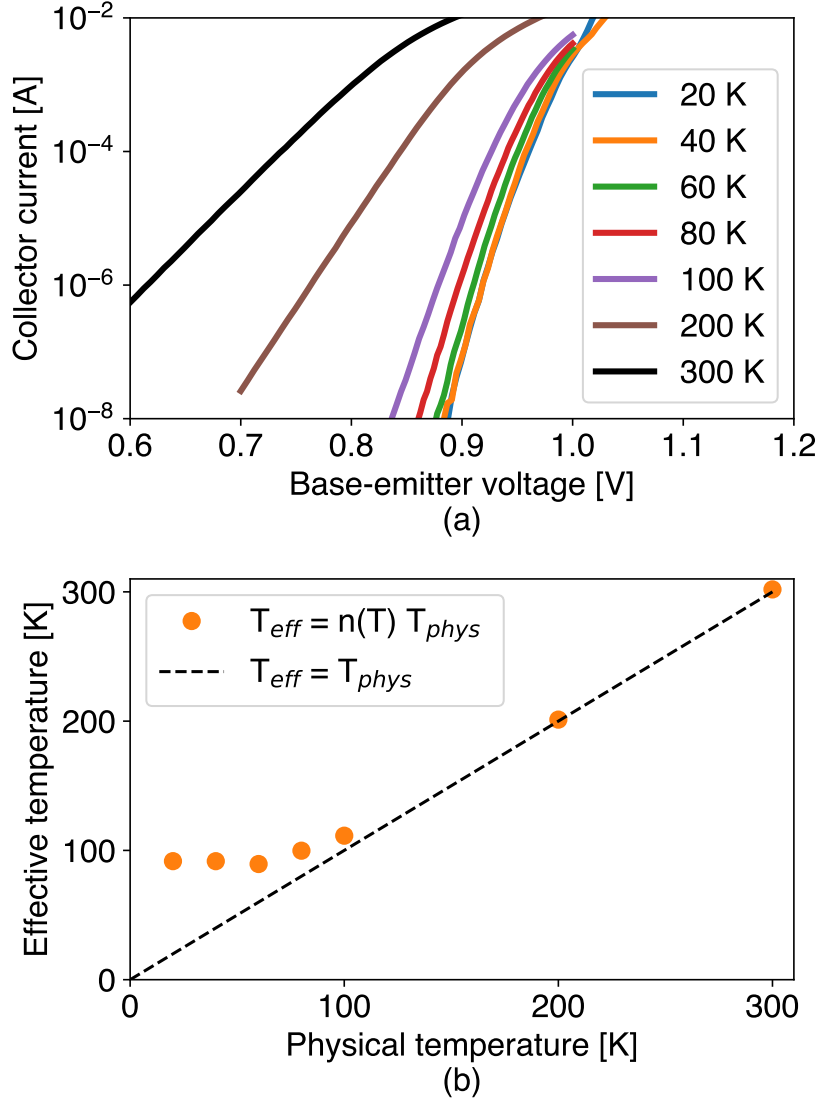 10⁻²
10⁻⁴
10⁻⁶
10⁻⁸
Collector current [A]
20 K
40 K
60 K
80 K
100 K
200 K
300 K
0.6 0.7 0.8 0.9 1.0 1.1 1.2
Base-emitter voltage [V]
(a)
300
200
100
0
Effective temperature [K]
T_eff = n(T) T_phys
T_eff = T_phys
0 100 200 300
Physical temperature [K]
(b)